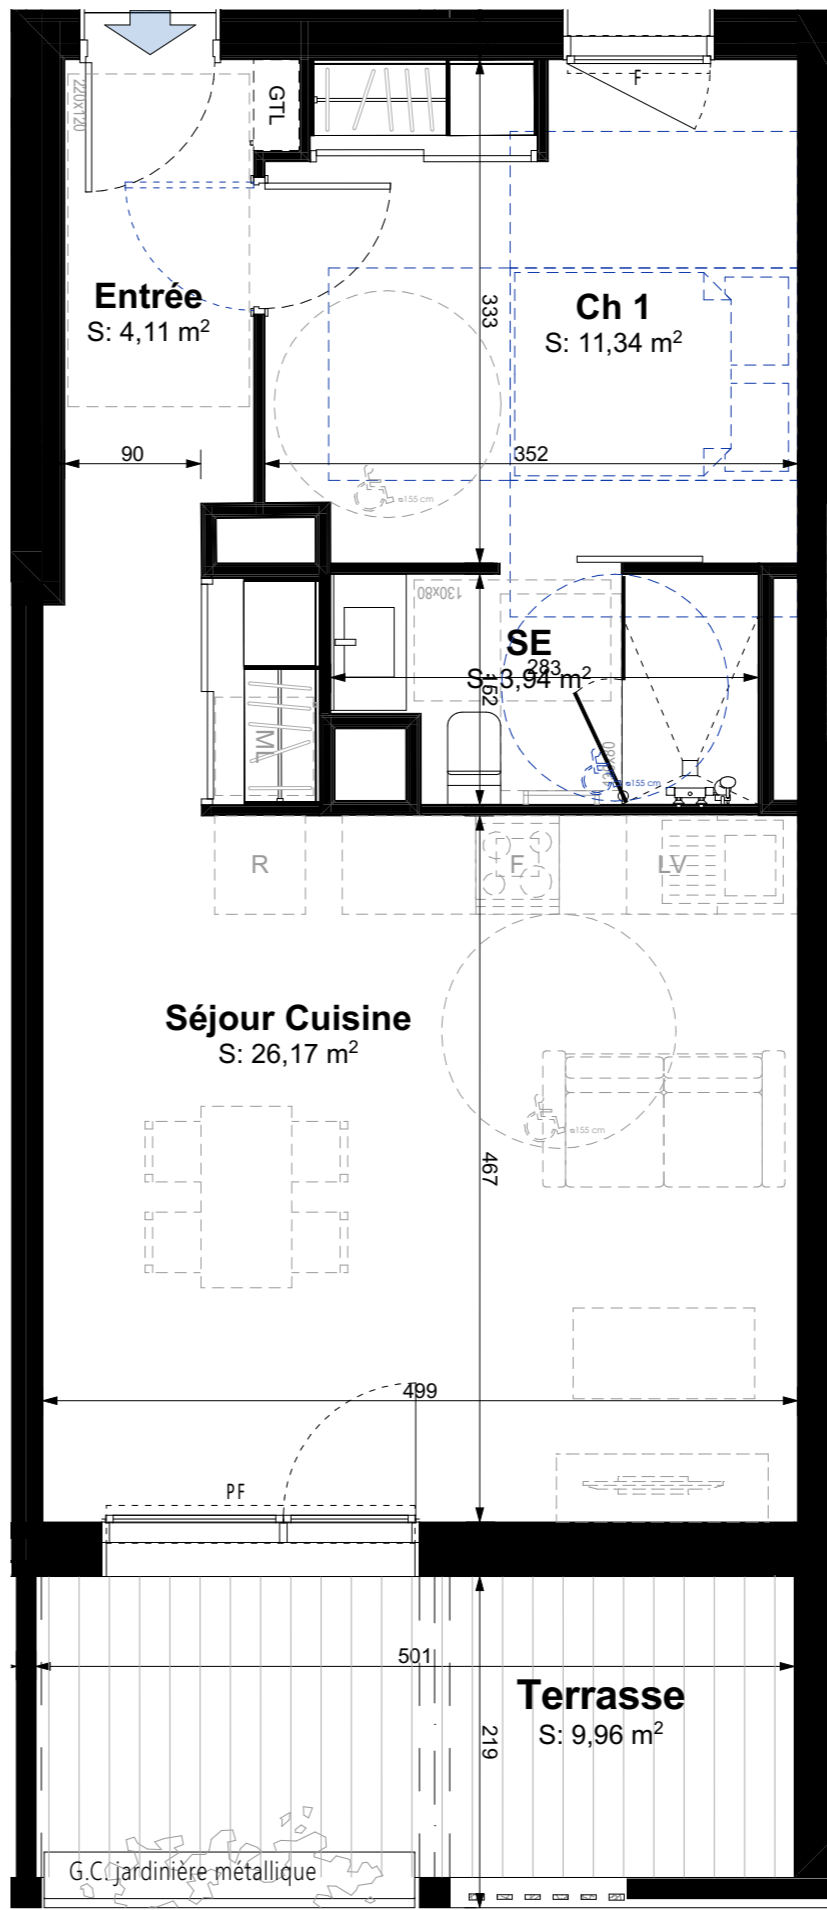 220x120
GTL
F
Entrée
S: 4,11 m²
333
Ch 1
S: 11,34 m²
90
352
ø155 cm
130x80
SE
S: 3,94 m²
283
162
ML
ø155 cm
R
F
LV
Séjour Cuisine
S: 26,17 m²
ø155 cm
467
499
PF
501
Terrasse
S: 9,96 m²
219
G.C. jardinière métallique